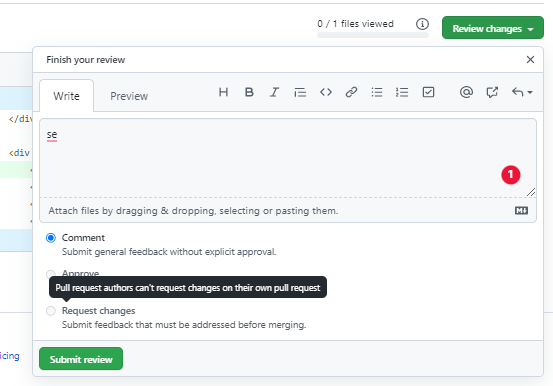 0 / 1 files viewed
Review changes
Finish your review
Write
Preview
H B I
se
1
Attach files by dragging & dropping, selecting or pasting them.
Comment
Submit general feedback without explicit approval.
Approve
Pull request authors can't request changes on their own pull request
Request changes
Submit feedback that must be addressed before merging.
Submit review
</div
<div
<
<
<
<
icing